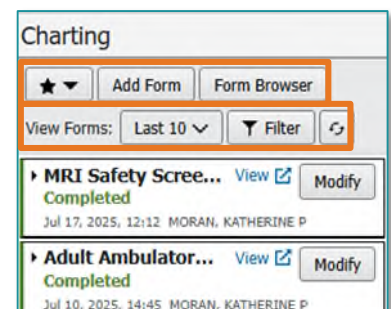 Charting
Add Form Form Browser
View Forms: Last 10 Filter
MRI Safety Scree... View Modify
Completed
Jul 17, 2025, 12:12 MORAN, KATHERINE P
Adult Ambulator... View Modify
Completed
Jul 10, 2025, 14:45 MORAN, KATHERINE P